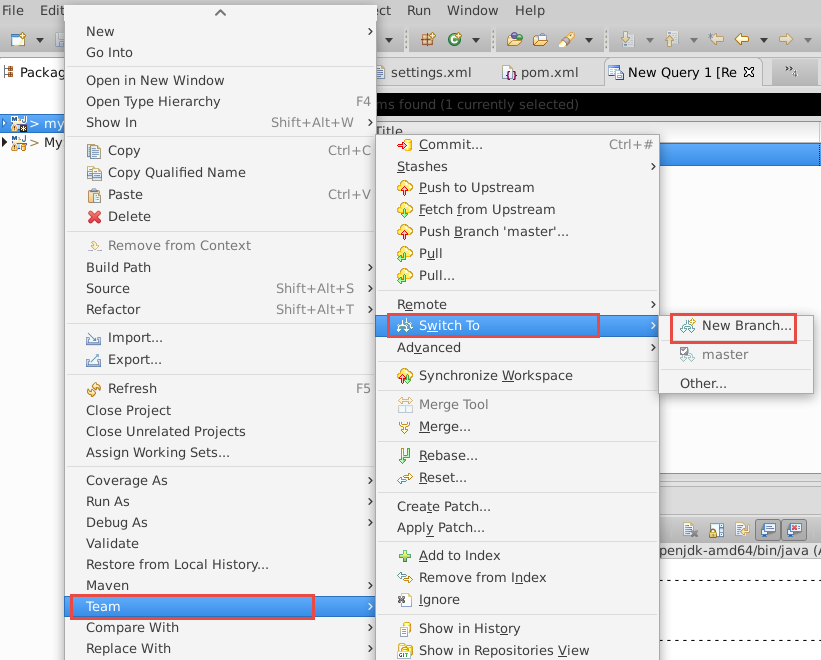 File Edit
ect Run Window Help
Packag
settings.xml
pom.xml
New Query 1 [Re
»4
ms found (1 currently selected)
Title
> my
> My
New
Go Into
Open in New Window
Open Type Hierarchy F4
Show In Shift+Alt+W
Copy Ctrl+C
Copy Qualified Name
Paste Ctrl+V
Delete
Remove from Context
Build Path
Source Shift+Alt+S
Refactor Shift+Alt+T
Import...
Export...
Refresh F5
Close Project
Close Unrelated Projects
Assign Working Sets...
Coverage As
Run As
Debug As
Validate
Restore from Local History...
Maven
Team
Compare With
Replace With
Commit... Ctrl+#
Stashes
Push to Upstream
Fetch from Upstream
Push Branch 'master'...
Pull
Pull...
Remote
Switch To
Advanced
Synchronize Workspace
Merge Tool
Merge...
Rebase...
Reset...
Create Patch...
Apply Patch...
Add to Index
Remove from Index
Ignore
Show in History
Show in Repositories View
New Branch...
master
Other...
penjdk-amd64/bin/java (A